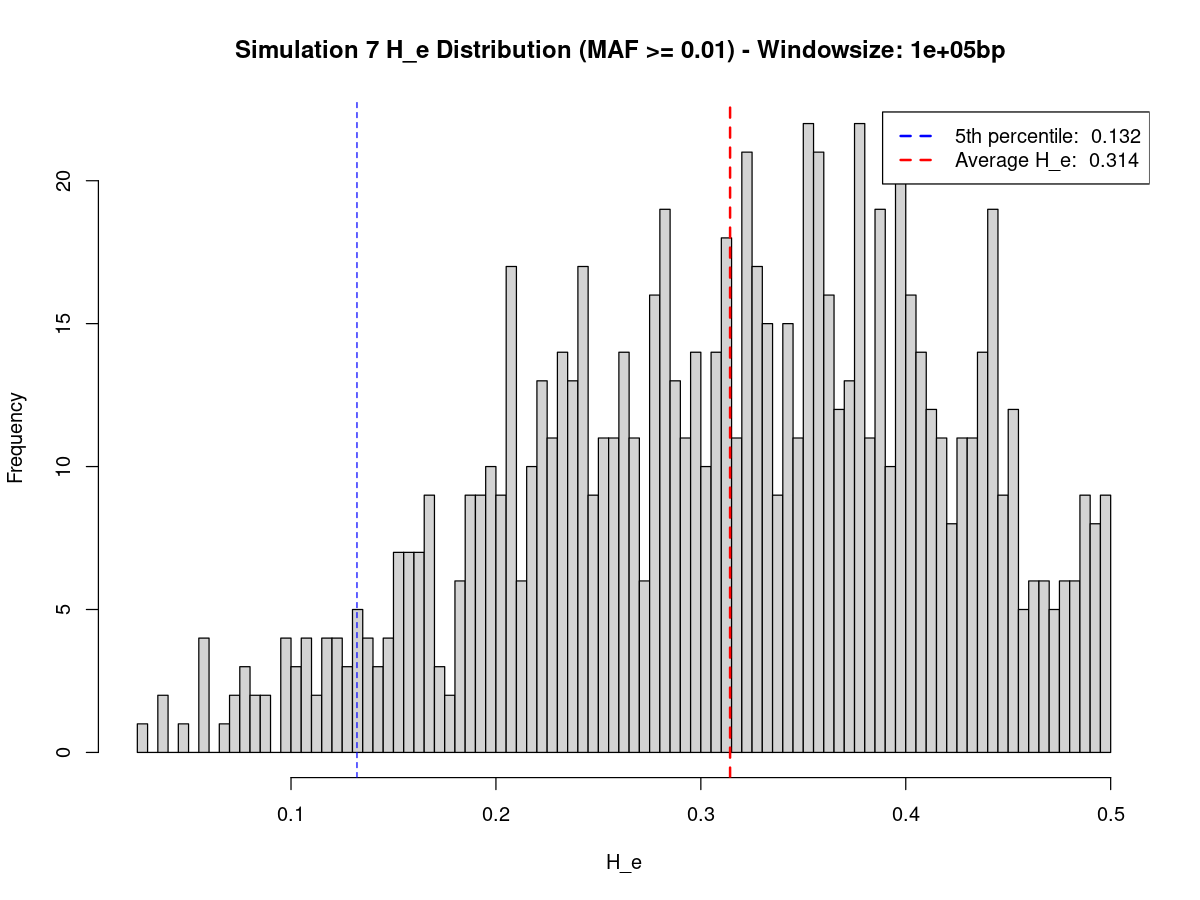 Simulation 7 H_e Distribution (MAF >= 0.01) - Windowsize: 1e+05bp
5th percentile: 0.132
Average H_e: 0.314
Frequency
20
15
10
5
0
0.1 0.2 0.3 0.4 0.5
H_e